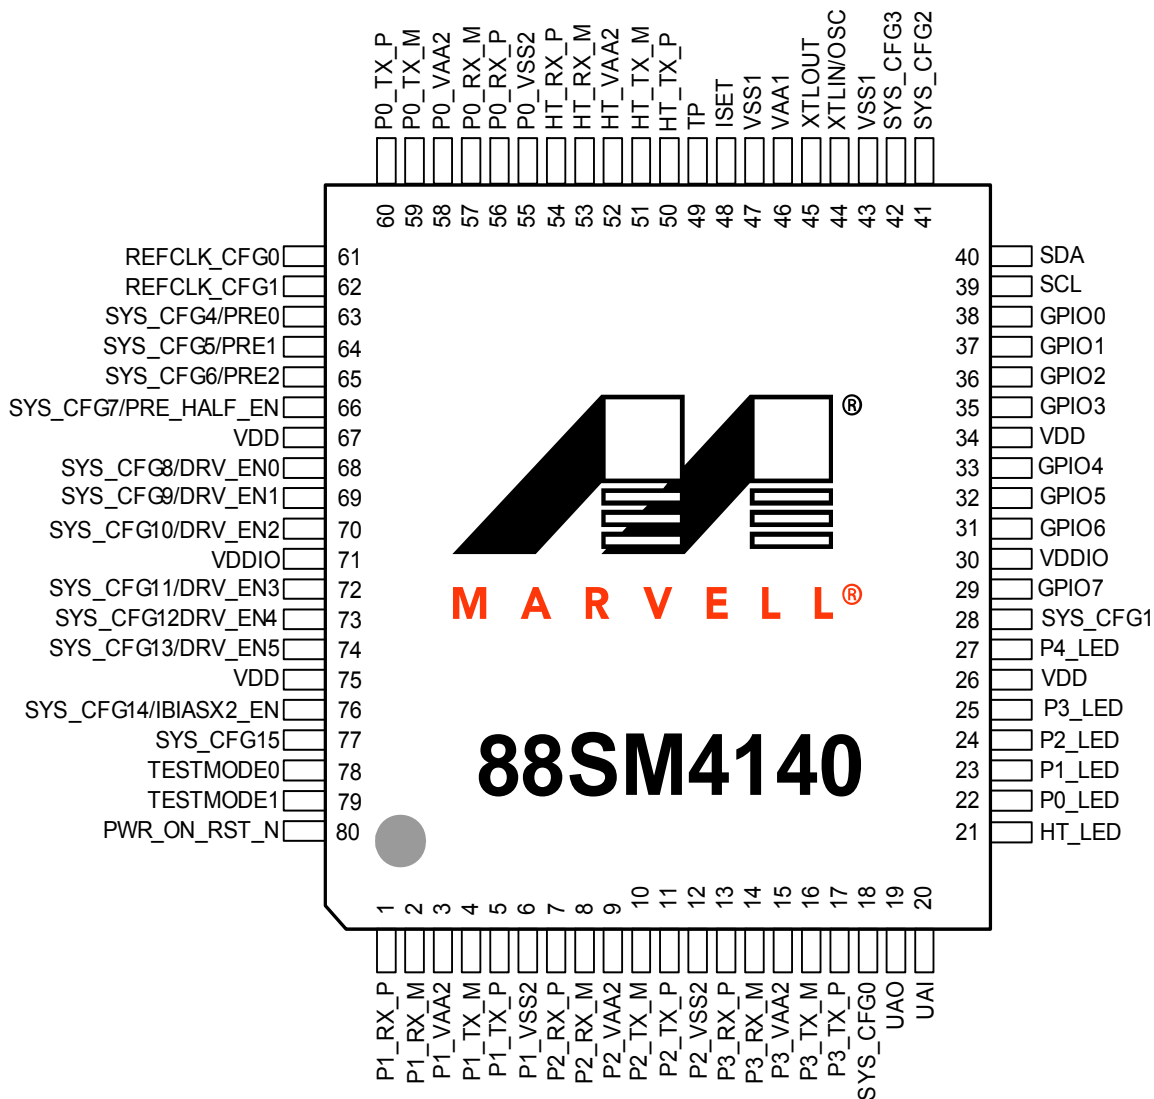 P0_TX_P
P0_TX_M
P0_VAA2
P0_RX_M
P0_RX_P
P0_VSS2
HT_RX_P
HT_RX_M
HT_VAA2
HT_TX_M
HT_TX_P
TP
ISET
VSS1
VAA1
XTLOUT
XTLIN/OSC
VSS1
SYS_CFG3
SYS_CFG2
60 59 58 57 56 55 54 53 52 51 50 49 48 47 46 45 44 43 42 41
REFCLK_CFG0 61
REFCLK_CFG1 62
SYS_CFG4/PRE0 63
SYS_CFG5/PRE1 64
SYS_CFG6/PRE2 65
SYS_CFG7/PRE_HALF_EN 66
VDD 67
SYS_CFG8/DRV_EN0 68
SYS_CFG9/DRV_EN1 69
SYS_CFG10/DRV_EN2 70
VDDIO 71
SYS_CFG11/DRV_EN3 72
SYS_CFG12DRV_EN4 73
SYS_CFG13/DRV_EN5 74
VDD 75
SYS_CFG14/IBIASX2_EN 76
SYS_CFG15 77
TESTMODE0 78
TESTMODE1 79
PWR_ON_RST_N 80
®
MARVELL®
88SM4140
40 SDA
39 SCL
38 GPIO0
37 GPIO1
36 GPIO2
35 GPIO3
34 VDD
33 GPIO4
32 GPIO5
31 GPIO6
30 VDDIO
29 GPIO7
28 SYS_CFG1
27 P4_LED
26 VDD
25 P3_LED
24 P2_LED
23 P1_LED
22 P0_LED
21 HT_LED
1 2 3 4 5 6 7 8 9 10 11 12 13 14 15 16 17 18 19 20
P1_RX_P
P1_RX_M
P1_VAA2
P1_TX_M
P1_TX_P
P1_VSS2
P2_RX_P
P2_RX_M
P2_VAA2
P2_TX_M
P2_TX_P
P2_VSS2
P3_RX_P
P3_RX_M
P3_VAA2
P3_TX_M
P3_TX_P
SYS_CFG0
UAO
UAI